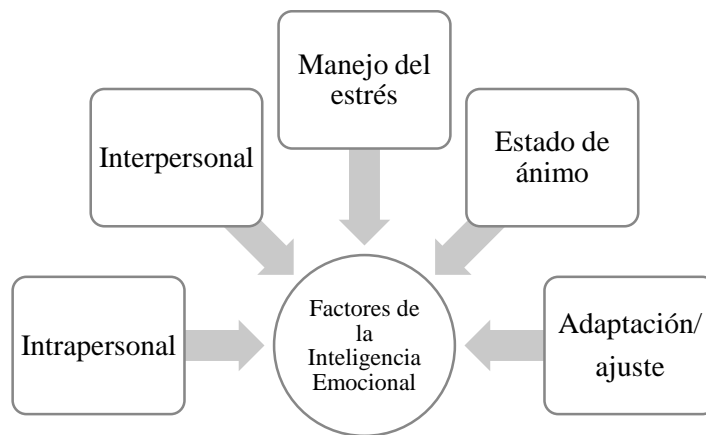 Manejo del
estrés
Interpersonal
Estado de
ánimo
Intrapersonal
Factores de
la
Inteligencia
Emocional
Adaptación/
ajuste